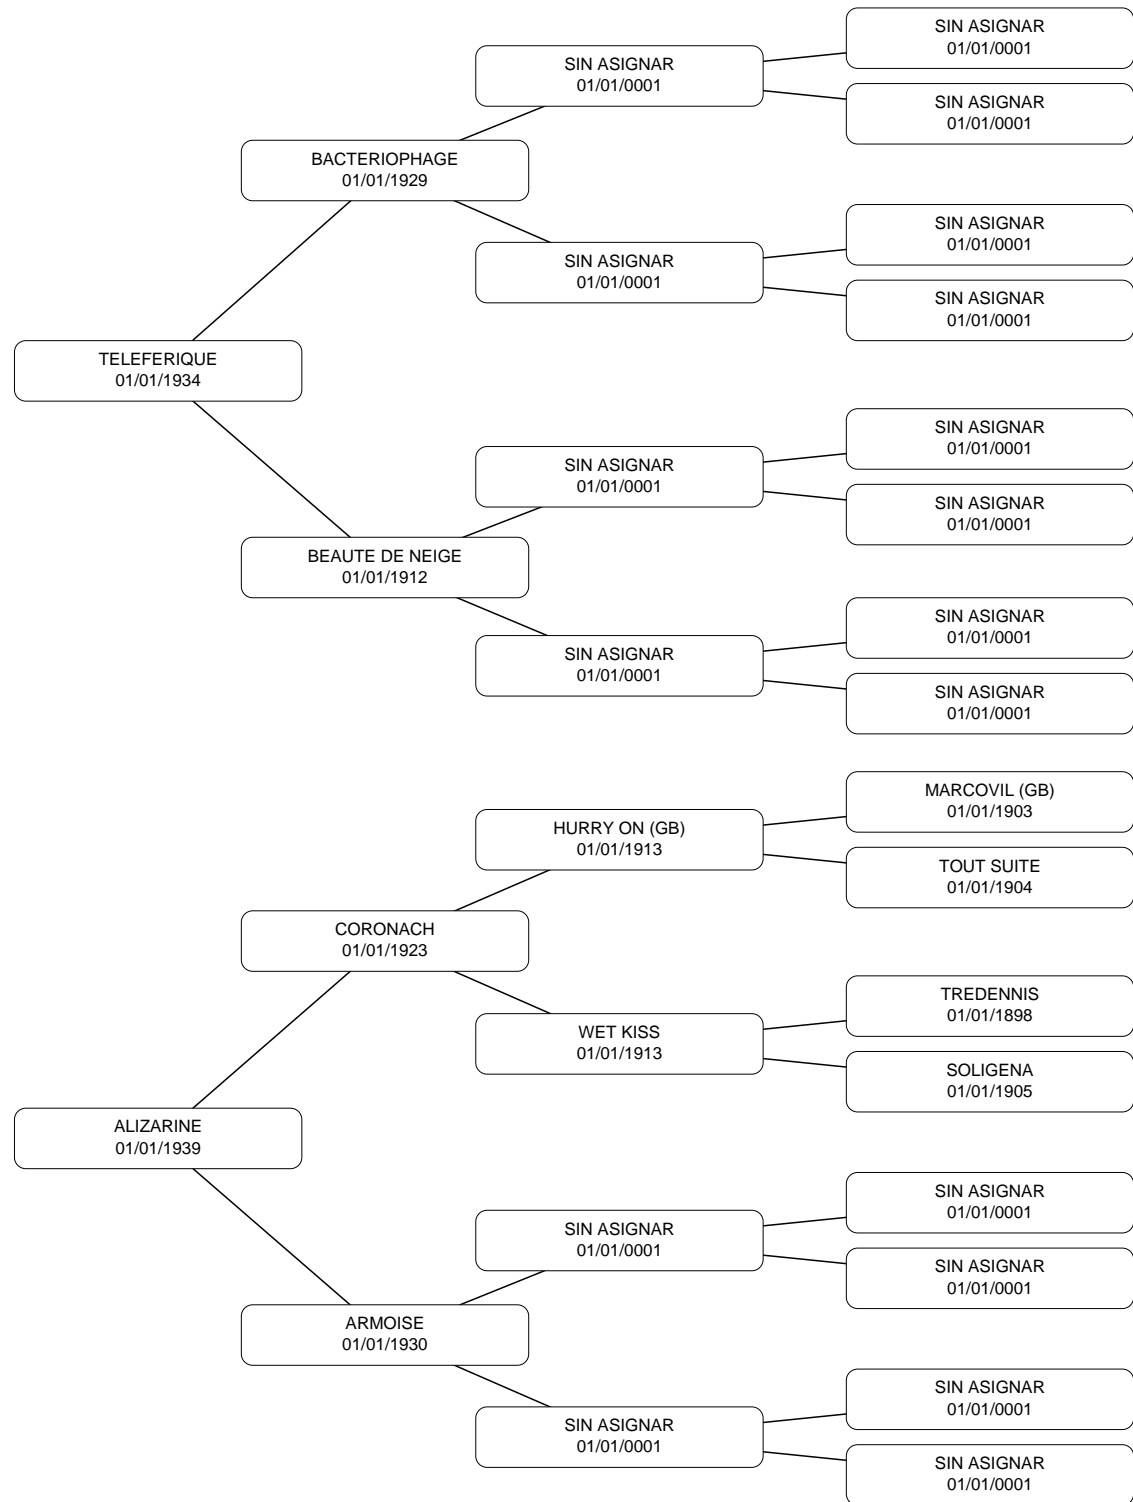 SIN ASIGNAR
01/01/0001
SIN ASIGNAR
01/01/0001
SIN ASIGNAR
01/01/0001
BACTERIOPHAGE
01/01/1929
SIN ASIGNAR
01/01/0001
SIN ASIGNAR
01/01/0001
SIN ASIGNAR
01/01/0001
TELEFERIQUE
01/01/1934
SIN ASIGNAR
01/01/0001
SIN ASIGNAR
01/01/0001
SIN ASIGNAR
01/01/0001
BEAUTE DE NEIGE
01/01/1912
SIN ASIGNAR
01/01/0001
SIN ASIGNAR
01/01/0001
SIN ASIGNAR
01/01/0001
MARCOVIL (GB)
01/01/1903
HURRY ON (GB)
01/01/1913
TOUT SUITE
01/01/1904
CORONACH
01/01/1923
TREDENNIS
01/01/1898
WET KISS
01/01/1913
SOLIGENA
01/01/1905
ALIZARINE
01/01/1939
SIN ASIGNAR
01/01/0001
SIN ASIGNAR
01/01/0001
SIN ASIGNAR
01/01/0001
ARMOISE
01/01/1930
SIN ASIGNAR
01/01/0001
SIN ASIGNAR
01/01/0001
SIN ASIGNAR
01/01/0001